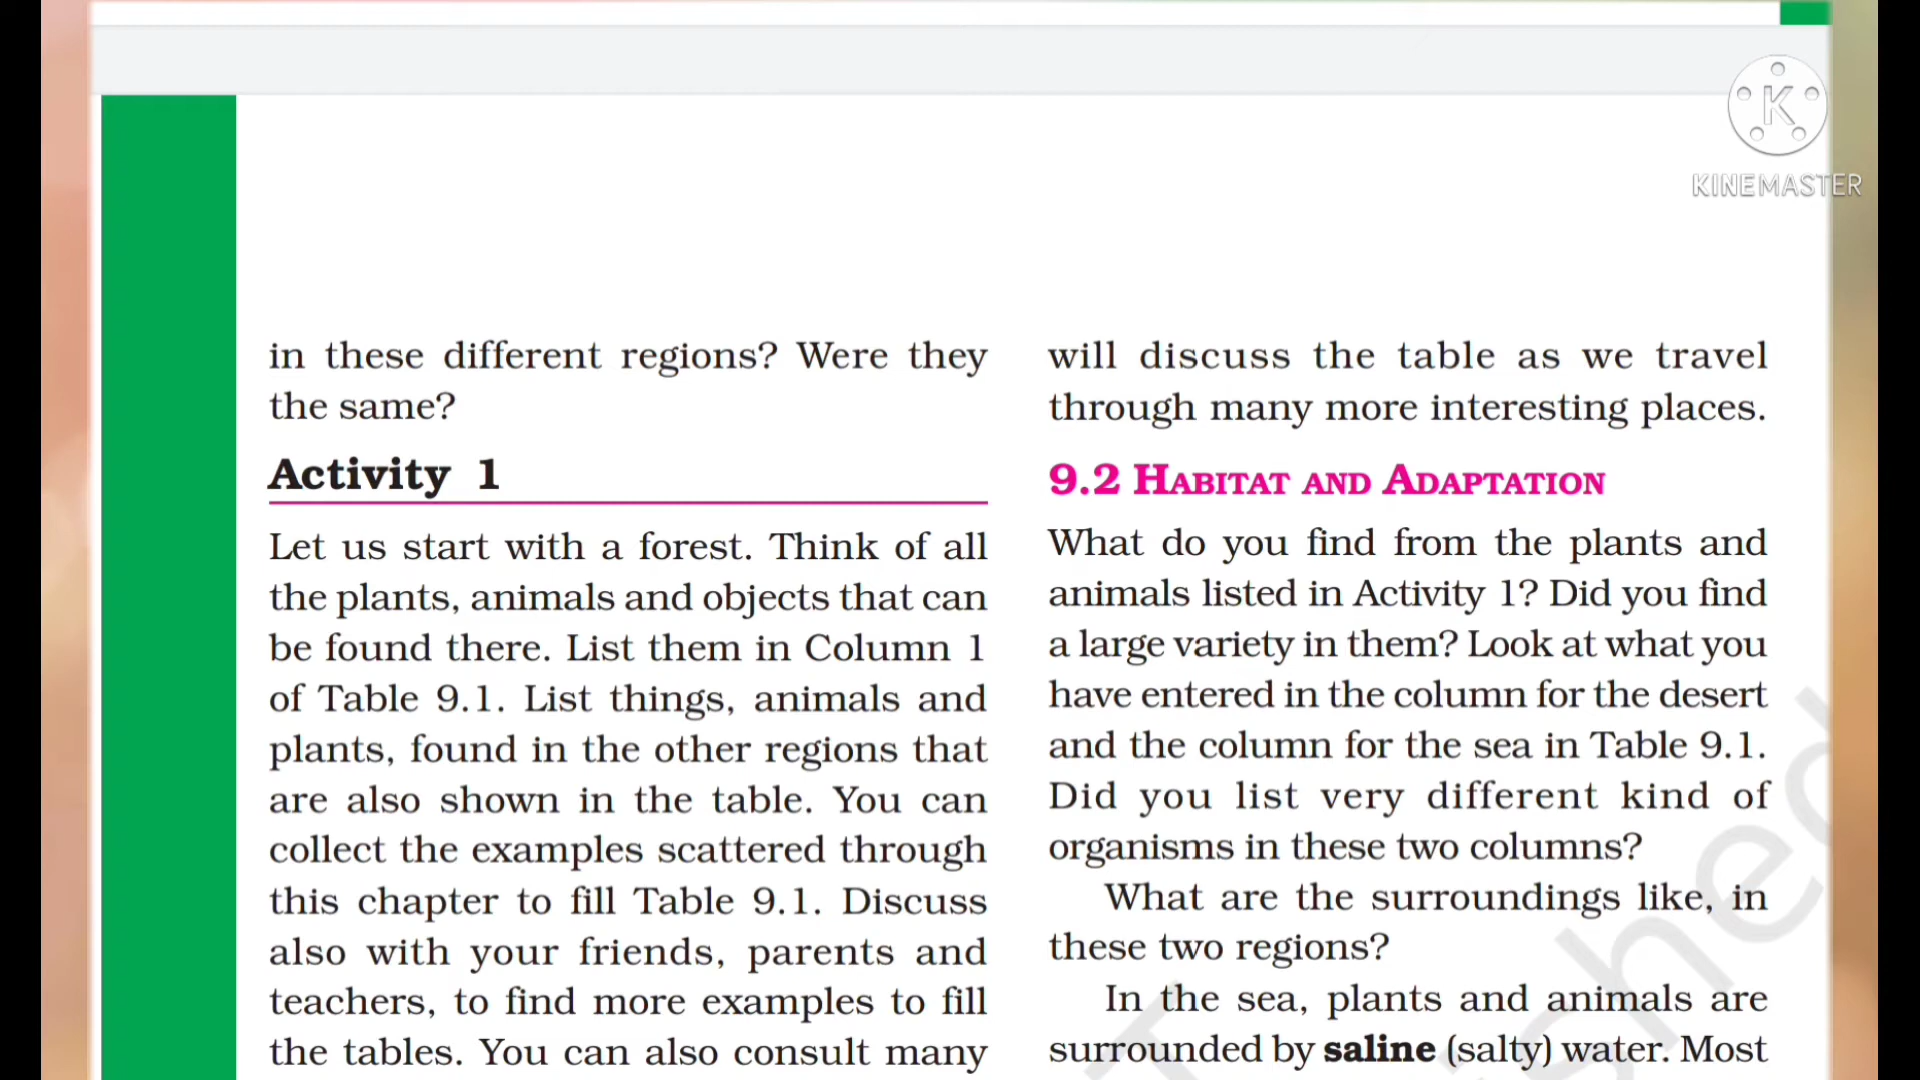 K
KINEMASTER
in these different regions? Were they
the same?
Activity 1
Let us start with a forest. Think of all
the plants, animals and objects that can
be found there. List them in Column 1
of Table 9.1. List things, animals and
plants, found in the other regions that
are also shown in the table. You can
collect the examples scattered through
this chapter to fill Table 9.1. Discuss
also with your friends, parents and
teachers, to find more examples to fill
the tables. You can also consult many
will discuss the table as we travel
through many more interesting places.
9.2 HABITAT AND ADAPTATION
What do you find from the plants and
animals listed in Activity 1? Did you find
a large variety in them? Look at what you
have entered in the column for the desert
and the column for the sea in Table 9.1.
Did you list very different kind of
organisms in these two columns?
What are the surroundings like, in
these two regions?
In the sea, plants and animals are
surrounded by saline (salty) water. Most